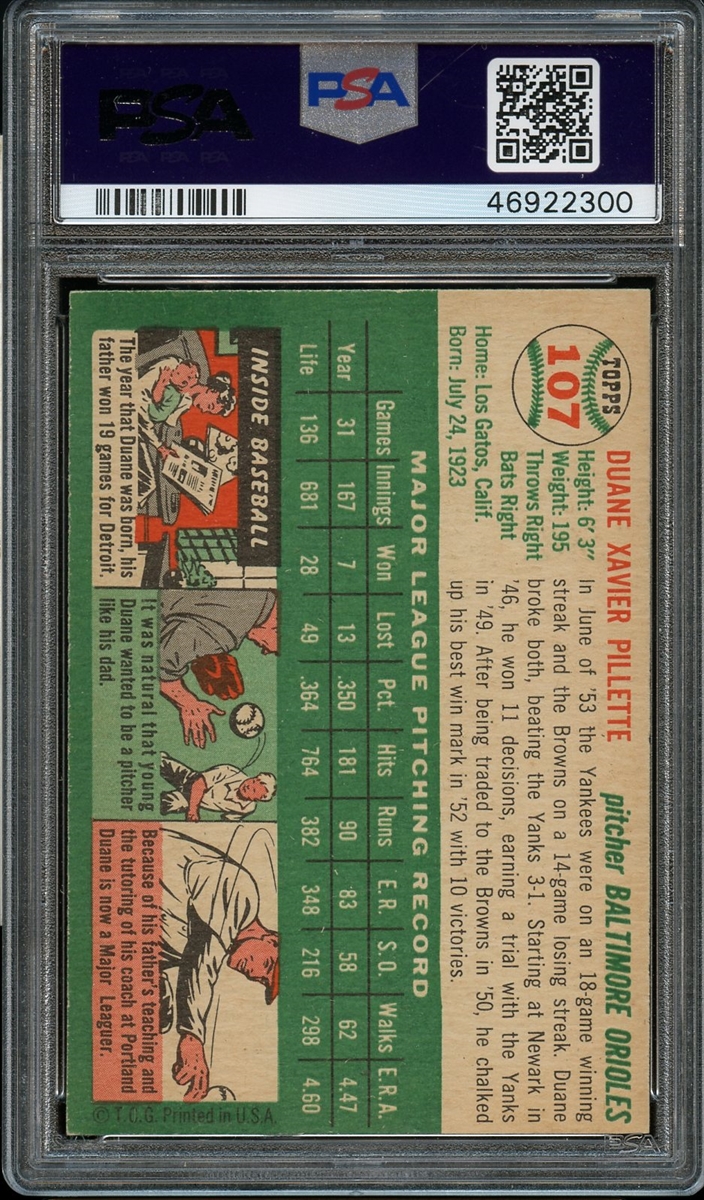 PSA
PSA
46922300
TOPPS
107
DUANE XAVIER PILLETTE
pitcher BALTIMORE ORIOLES
Height: 6' 3"
Weight: 195
Throws Right
Bats Right
Home: Los Gatos, Calif.
Born: July 24, 1923
In June of '53 the Yankees were on an 18-game winning
streak and the Browns on a 14-game losing streak. Duane
broke both, beating the Yanks 3-1. Starting at Newark in
'46, he won 11 decisions, earning a trial with the Yanks
in '49. After being traded to the Browns in '50, he chalked
up his best win mark in '52 with 10 victories.
MAJOR LEAGUE PITCHING RECORD
Games Innings Won Lost Pct. Hits Runs E.R. S.O. Walks E.R.A.
Year 31 167 7 13 .350 181 90 83 58 62 4.47
Life 136 681 28 49 .364 764 382 348 216 298 4.60
INSIDE BASEBALL
The year that Duane was born, his
father won 19 games for Detroit.
It was natural that young
Duane wanted to be a pitcher
like his dad.
Because of his father's teaching and
the tutoring of his coach at Portland
Duane is now a Major Leaguer.
© T.C.G. Printed in U.S.A.
PSA